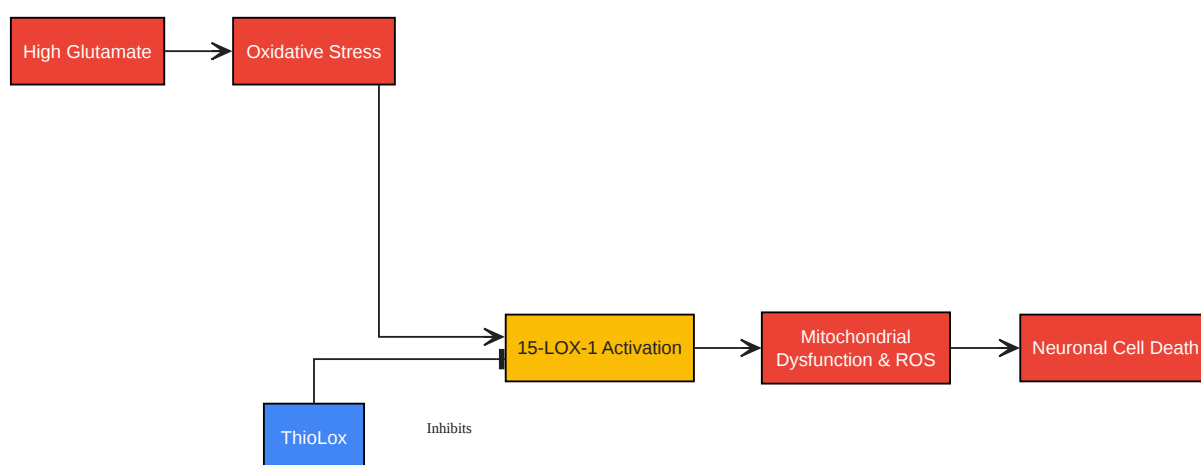 High Glutamate
Oxidative Stress
15-LOX-1 Activation
Mitochondrial
Dysfunction & ROS
Neuronal Cell Death
ThioLox
Inhibits